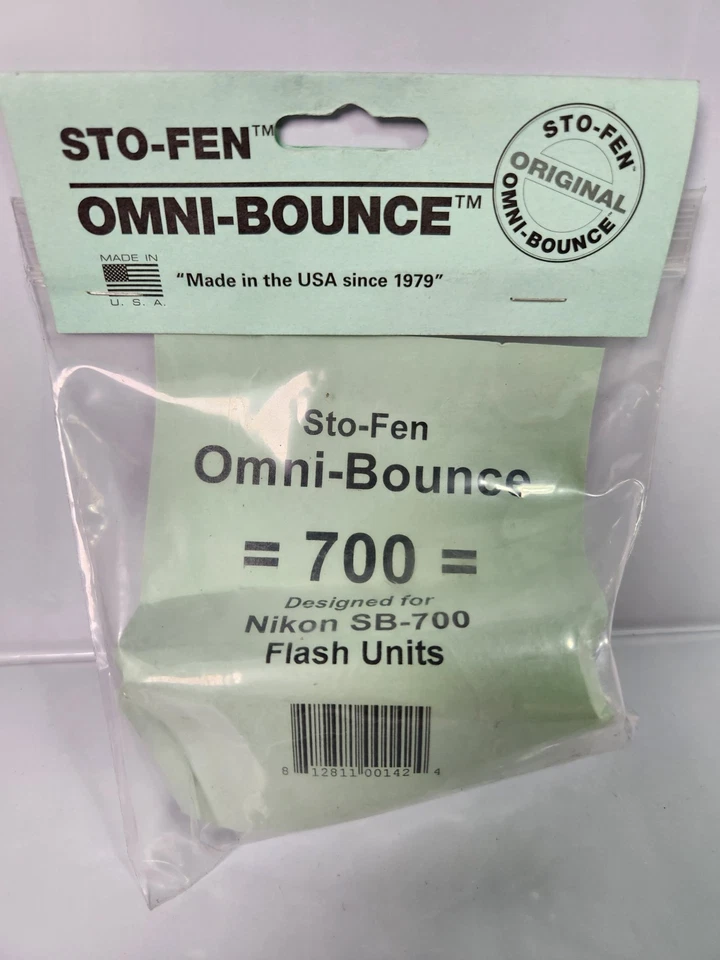 STO-FEN™
OMNI-BOUNCE™
STO-FEN™
ORIGINAL
OMNI-BOUNCE
MADE IN
U. S. A.
“Made in the USA since 1979”
Sto-Fen
Omni-Bounce
= 700 =
Designed for
Nikon SB-700
Flash Units
8 12811 00142 4